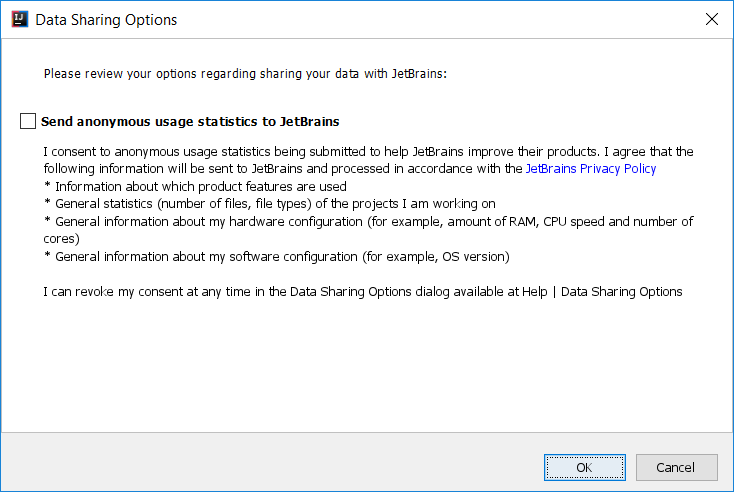 IJ Data Sharing Options
Please review your options regarding sharing your data with JetBrains:
Send anonymous usage statistics to JetBrains
I consent to anonymous usage statistics being submitted to help JetBrains improve their products. I agree that the
following information will be sent to JetBrains and processed in accordance with the JetBrains Privacy Policy
* Information about which product features are used
* General statistics (number of files, file types) of the projects I am working on
* General information about my hardware configuration (for example, amount of RAM, CPU speed and number of
cores)
* General information about my software configuration (for example, OS version)
I can revoke my consent at any time in the Data Sharing Options dialog available at Help | Data Sharing Options
OK Cancel